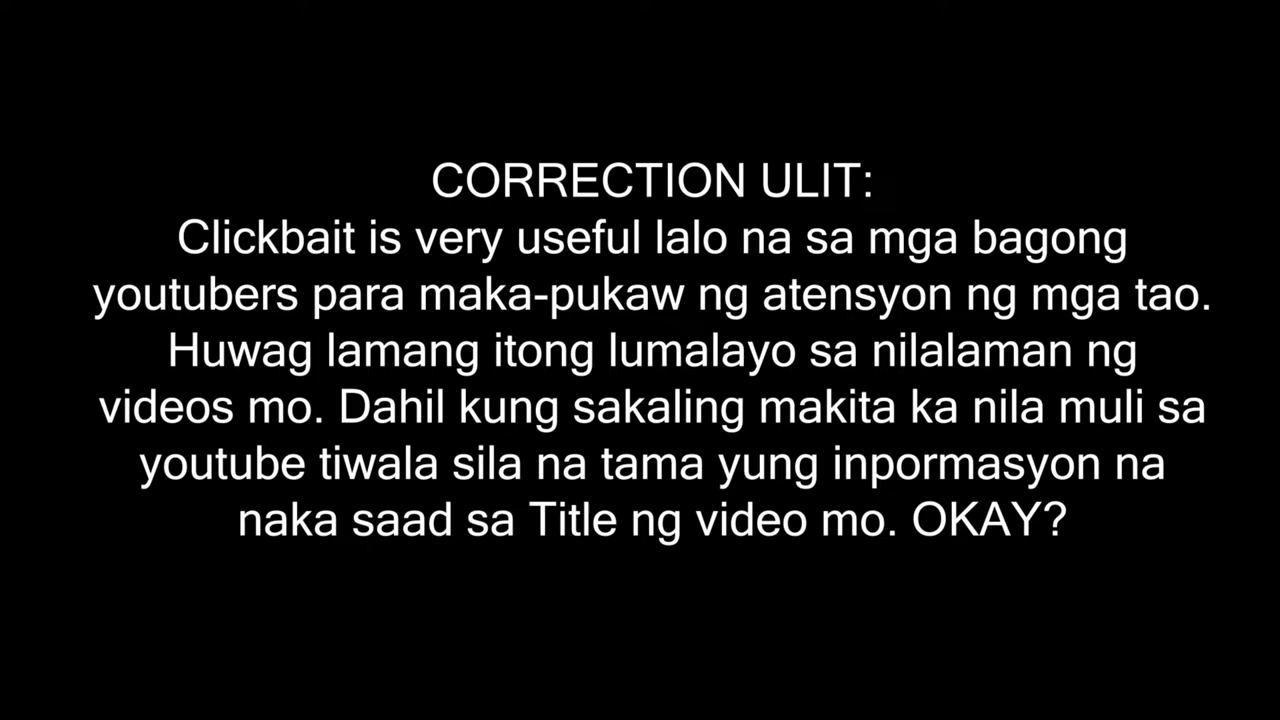 CORRECTION ULIT:
Clickbait is very useful lalo na sa mga bagong
youtubers para maka-pukaw ng atensyon ng mga tao.
Huwag lamang itong lumalayo sa nilalaman ng
videos mo. Dahil kung sakaling makita ka nila muli sa
youtube tiwala sila na tama yung inpormasyon na
naka saad sa Title ng video mo. OKAY?